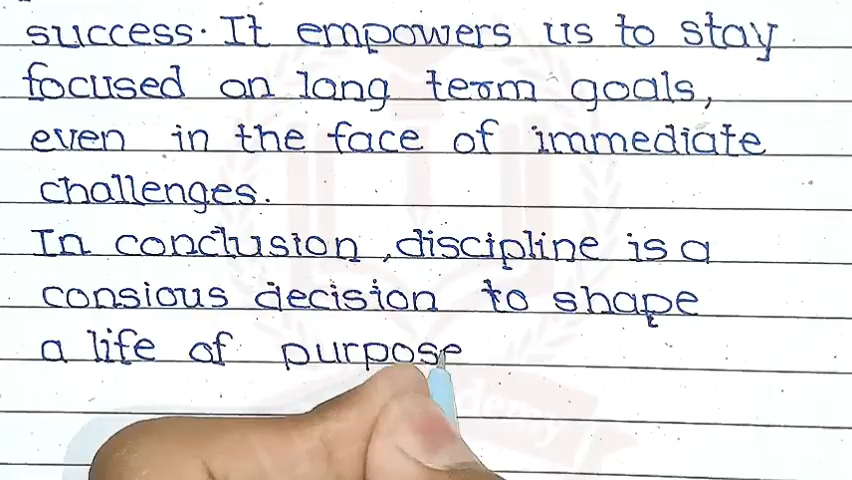 success. It empowers us to stay
focused on long term goals,
even in the face of immediate
challenges.
In conclusion, discipline is a
consious decision to shape
a life of purpose